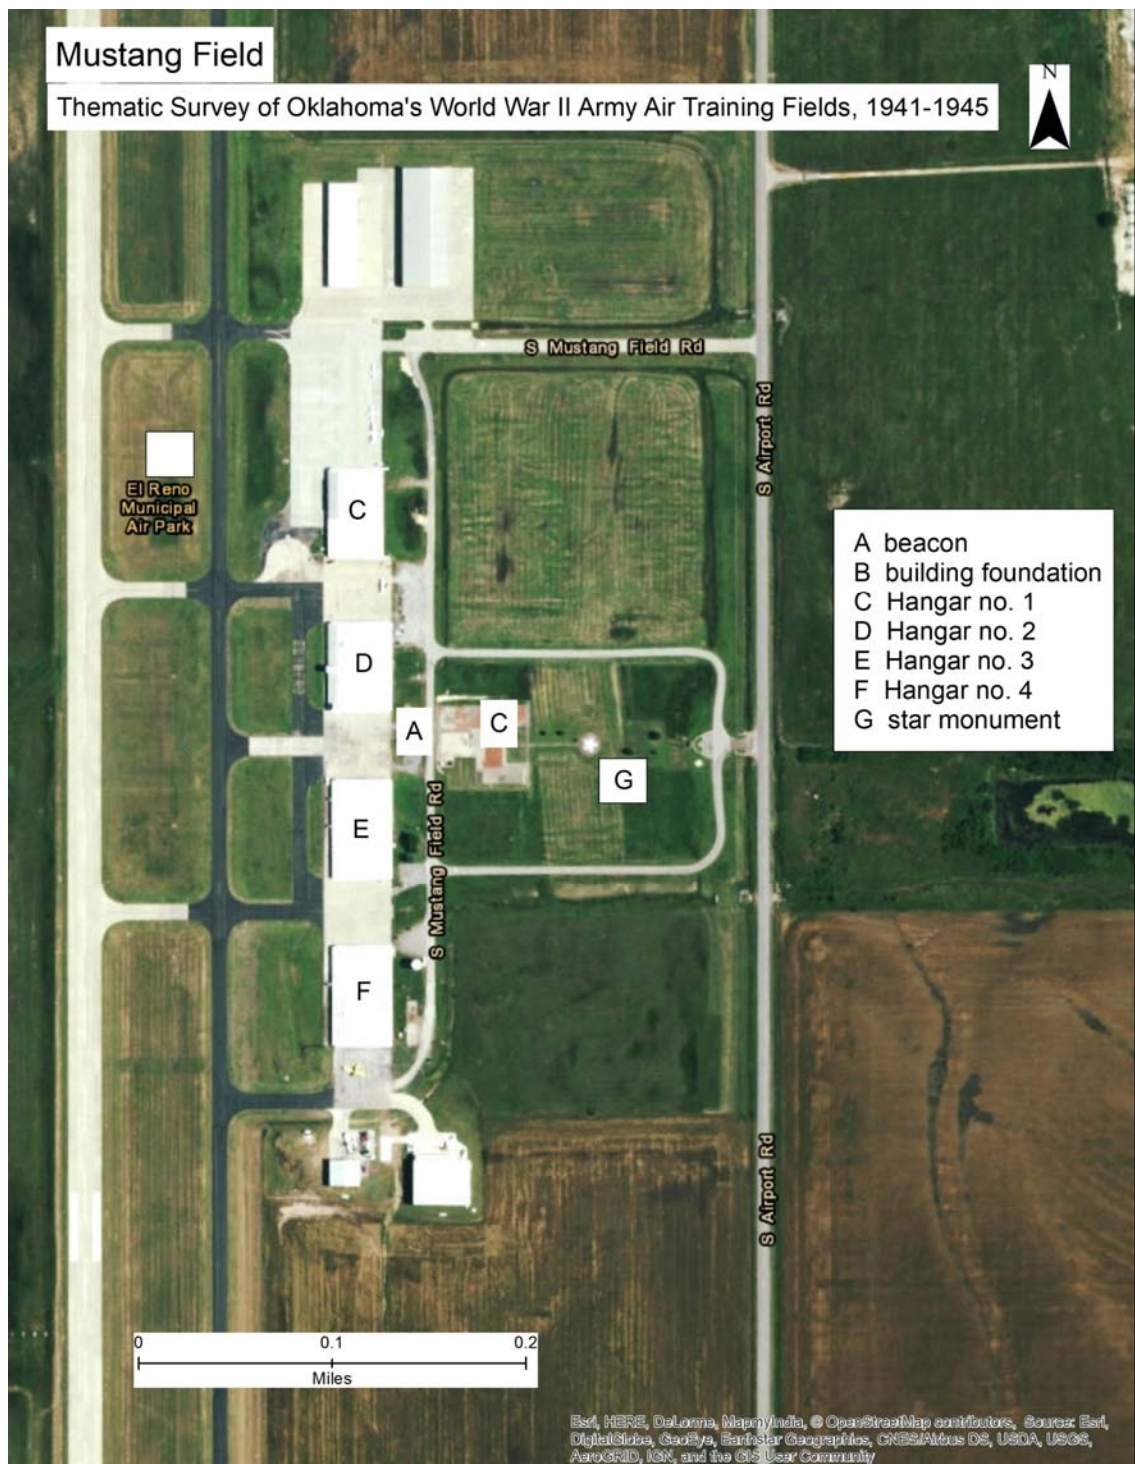 Mustang Field
Thematic Survey of Oklahoma's World War II Army Air Training Fields, 1941-1945
N
S Mustang Field Rd
S Airport Rd
El Reno
Municipal
Air Park
C
A beacon
B building foundation
C Hangar no. 1
D Hangar no. 2
E Hangar no. 3
F Hangar no. 4
G star monument
D
A
C
G
E
S Mustang Field Rd
F
S Airport Rd
0 0.1 0.2
Miles
Esri, HERE, DeLorme, MapmyIndia, © OpenStreetMap contributors, Source: Esri,
DigitalGlobe, GeoEye, Earthstar Geographics, CNES/Airbus DS, USDA, USGS,
AeroGRID, IGN, and the GIS User Community